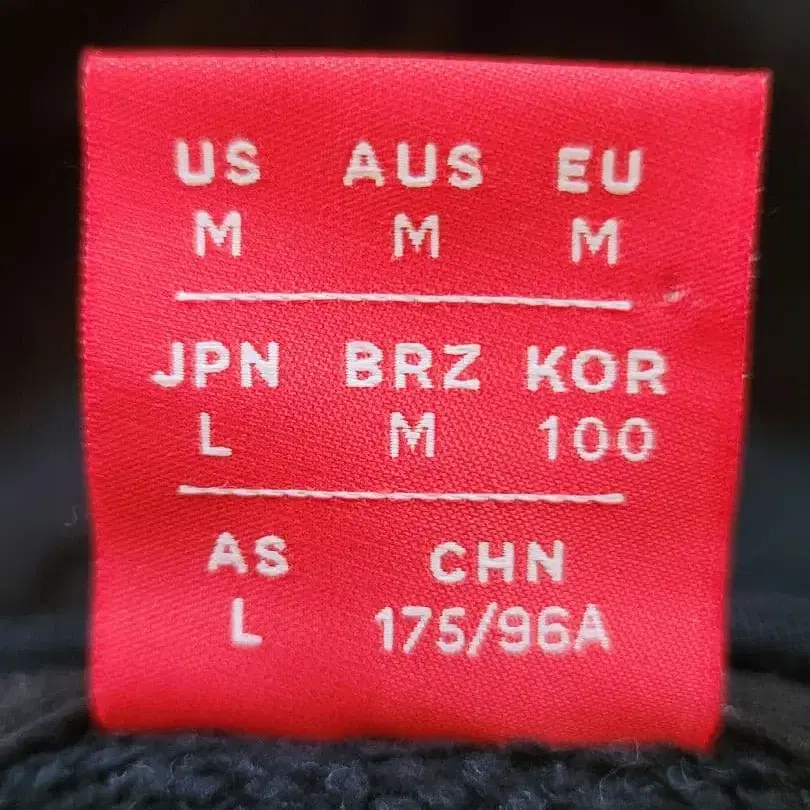 US AUS EU
M M M
JPN BRZ KOR
L M 100
AS CHN
L 175/96A